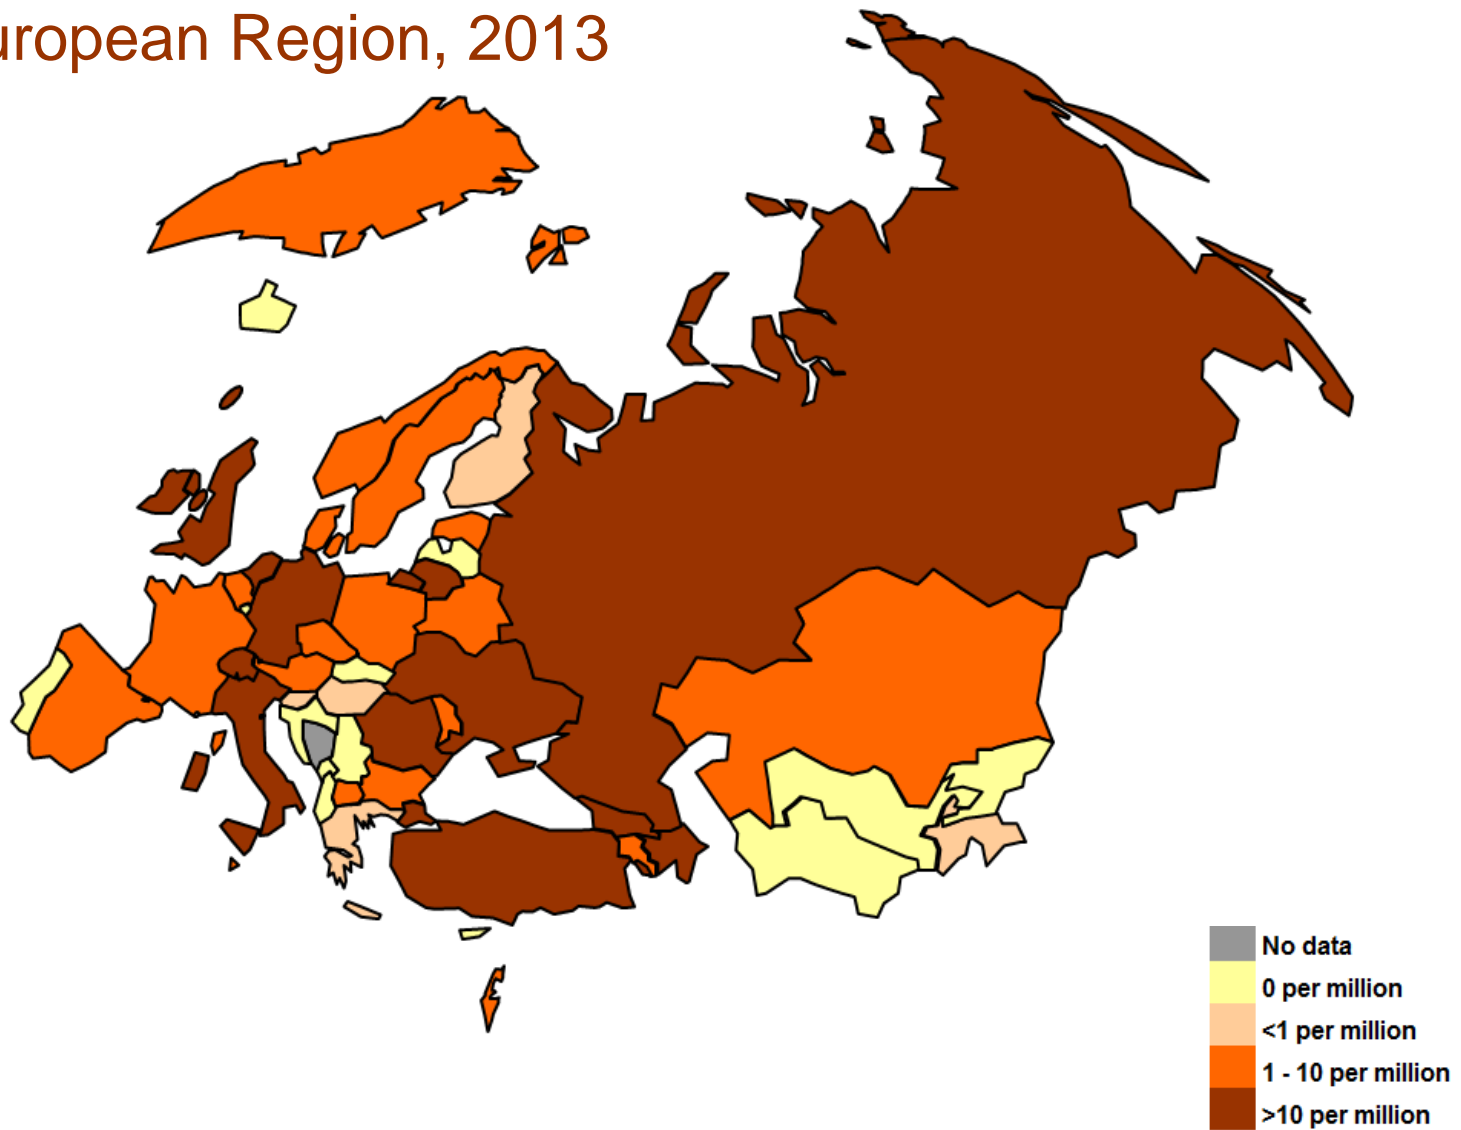 uropean Region, 2013
No data
0 per million
<1 per million
1 - 10 per million
>10 per million